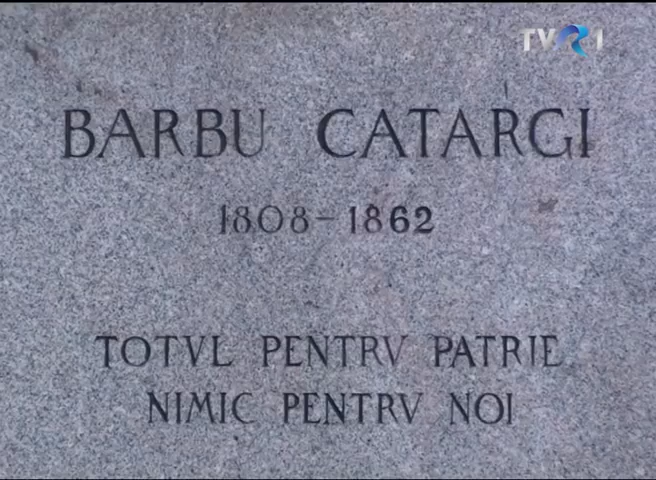 TVR1
BARBU CATARGI
1808-1862
TOTVL PENTRV PATRIE
NIMIC PENTRV NOI